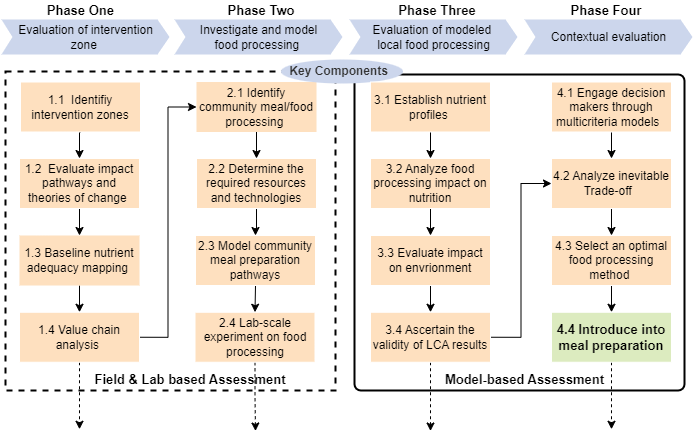 Phase One
Evaluation of intervention
zone
Phase Two
Investigate and model
food processing
Phase Three
Evaluation of modeled
local food processing
Phase Four
Contextual evaluation
Key Components
1.1 Identifiy
intervention zones
1.2 Evaluate impact
pathways and
theories of change
1.3 Baseline nutrient
adequacy mapping
1.4 Value chain
analysis
2.1 Identify
community meal/food
processing
2.2 Determine the
required resources
and technologies
2.3 Model community
meal preparation
pathways
2.4 Lab-scale
experiment on food
processing
Field & Lab based Assessment
3.1 Establish nutrient
profiles
3.2 Analyze food
processing impact on
nutrition
3.3 Evaluate impact
on envrionment
3.4 Ascertain the
validity of LCA results
4.1 Engage decision
makers through
multicriteria models
4.2 Analyze inevitable
Trade-off
4.3 Select an optimal
food processing
method
4.4 Introduce into
meal preparation
Model-based Assessment